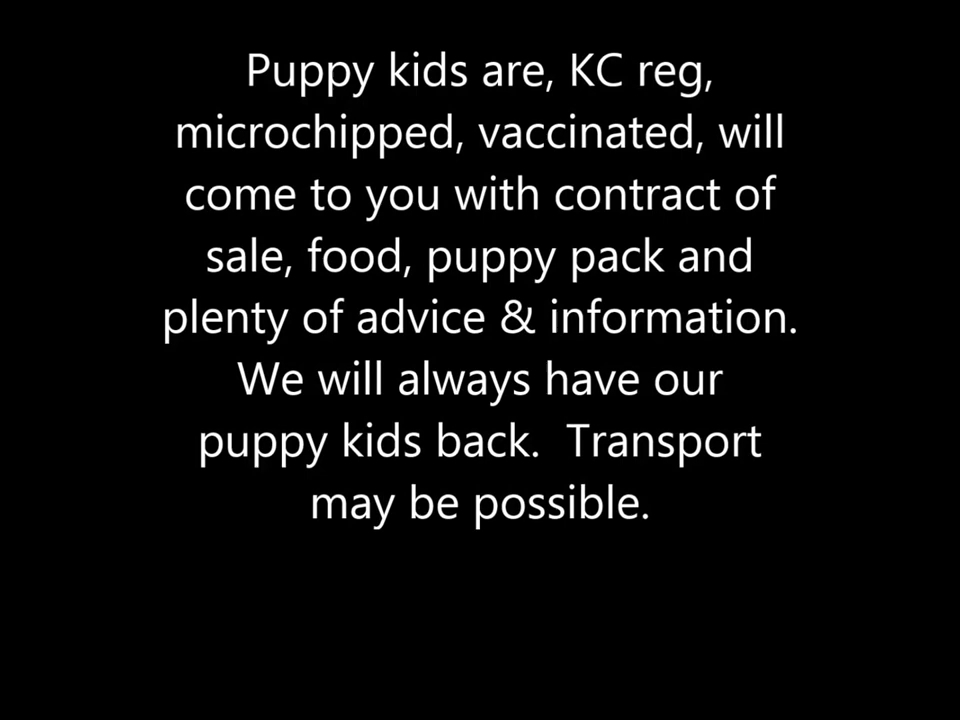 Puppy kids are, KC reg,
microchipped, vaccinated, will
come to you with contract of
sale, food, puppy pack and
plenty of advice & information.
We will always have our
puppy kids back.  Transport
may be possible.